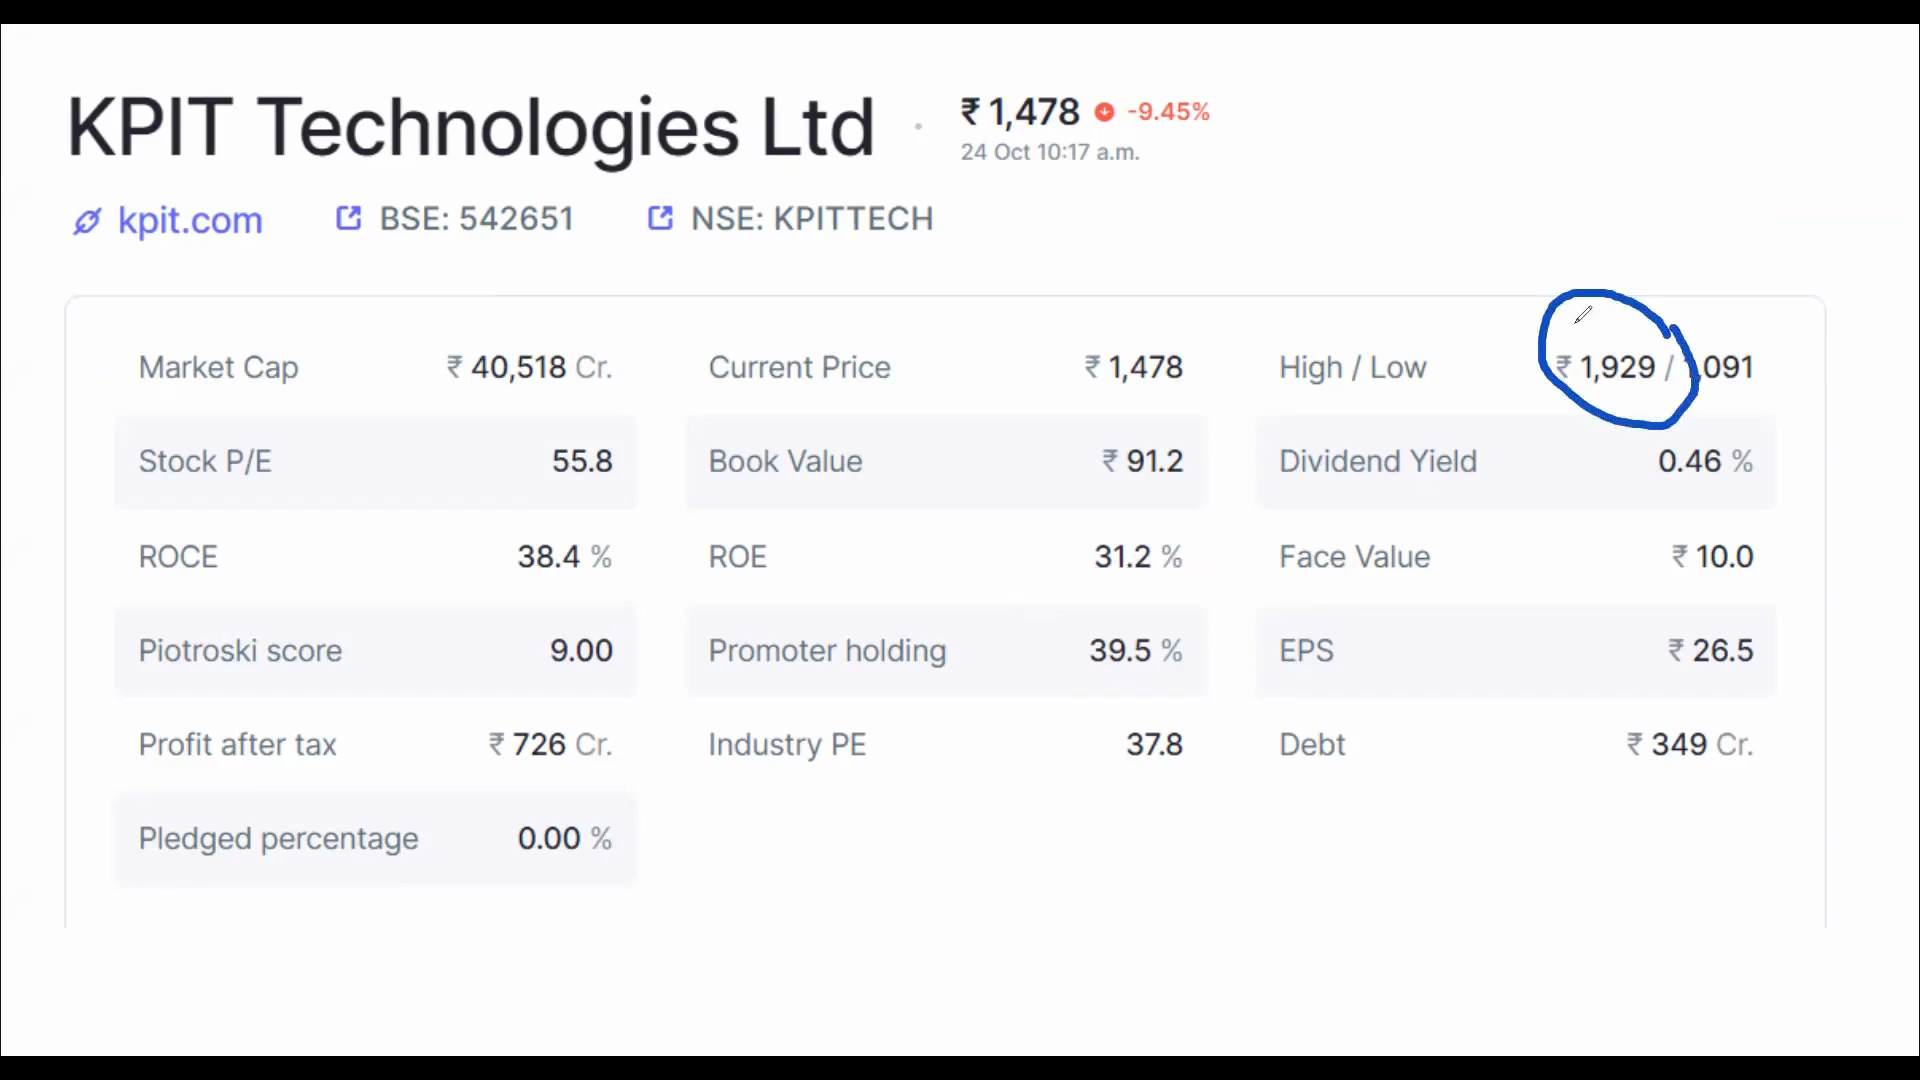 KPIT Technologies Ltd
₹ 1,478 -9.45%
24 Oct 10:17 a.m.
kpit.com BSE: 542651 NSE: KPITTECH
Market Cap ₹ 40,518 Cr. Current Price ₹ 1,478 High / Low ₹ 1,929 / ,091
Stock P/E 55.8 Book Value ₹ 91.2 Dividend Yield 0.46 %
ROCE 38.4 % ROE 31.2 % Face Value ₹ 10.0
Piotroski score 9.00 Promoter holding 39.5 % EPS ₹ 26.5
Profit after tax ₹ 726 Cr. Industry PE 37.8 Debt ₹ 349 Cr.
Pledged percentage 0.00 %